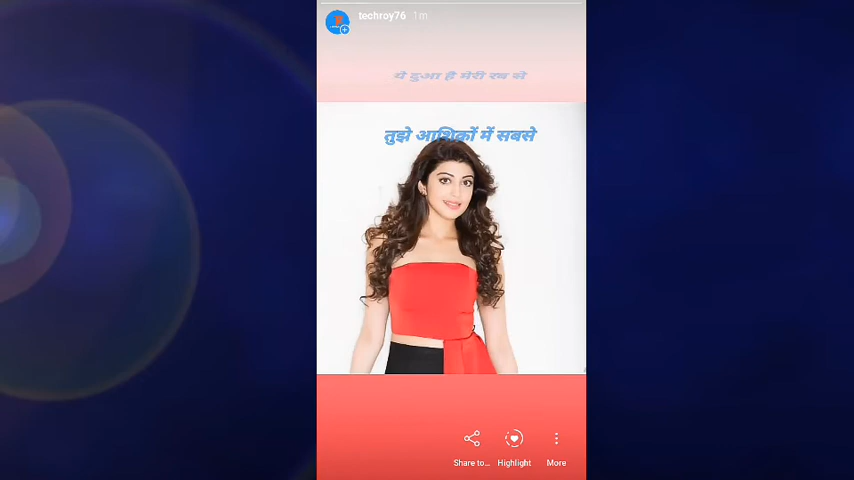 techroy76 1m
ये दुआ है मेरी रब से
तुझे आशिकों में सबसे
Share to... Highlight More